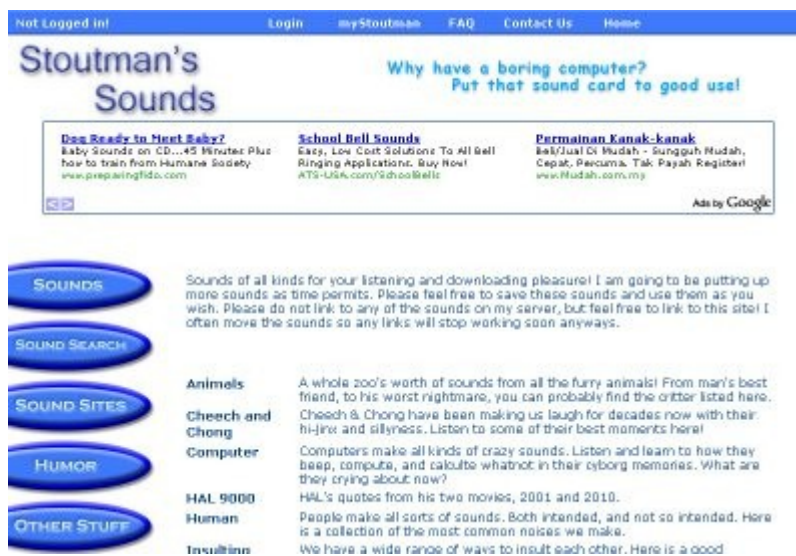 Not Logged in! Login myStoutman FAQ Contact Us Home
Stoutman's
Sounds
Why have a boring computer?
Put that sound card to good use!
Dog Ready to Meet Baby?
Baby Sounds on CD...45 Minutes Plus
how to train from Humane Society
www.preparingfido.com
School Bell Sounds
Easy, Low Cost Solutions To All Bell
Ringing Applications. Buy Now!
ATS-USA.com/SchoolBells
Permainan Kanak-kanak
Beli/Jual Di Mudah - Sungguh Mudah,
Cepat, Percuma. Tak Payah Register!
www.Mudah.com.my
Ads by Google
SOUNDS
SOUND SEARCH
SOUND SITES
HUMOR
OTHER STUFF
Sounds of all kinds for your listening and downloading pleasure! I am going to be putting up
more sounds as time permits. Please feel free to save these sounds and use them as you
wish. Please do not link to any of the sounds on my server, but feel free to link to this site! I
often move the sounds so any links will stop working soon anyways.
Animals A whole zoo's worth of sounds from all the furry animals! From man's best
friend, to his worst nightmare, you can probably find the critter listed here.
Cheech and Cheech & Chong have been making us laugh for decades now with their
Chong hi-jinx and sillyness. Listen to some of their best moments here!
Computer Computers make all kinds of crazy sounds. Listen and learn to how they
beep, compute, and calculte whatnot in their cyborg memories. What are
they crying about now?
HAL 9000 HAL's quotes from his two movies, 2001 and 2010.
Human People make all sorts of sounds. Both intended, and not so intended. Here
is a collection of the most common noises we make.
Insulting We have a wide range of ways to insult each other. Here is a good